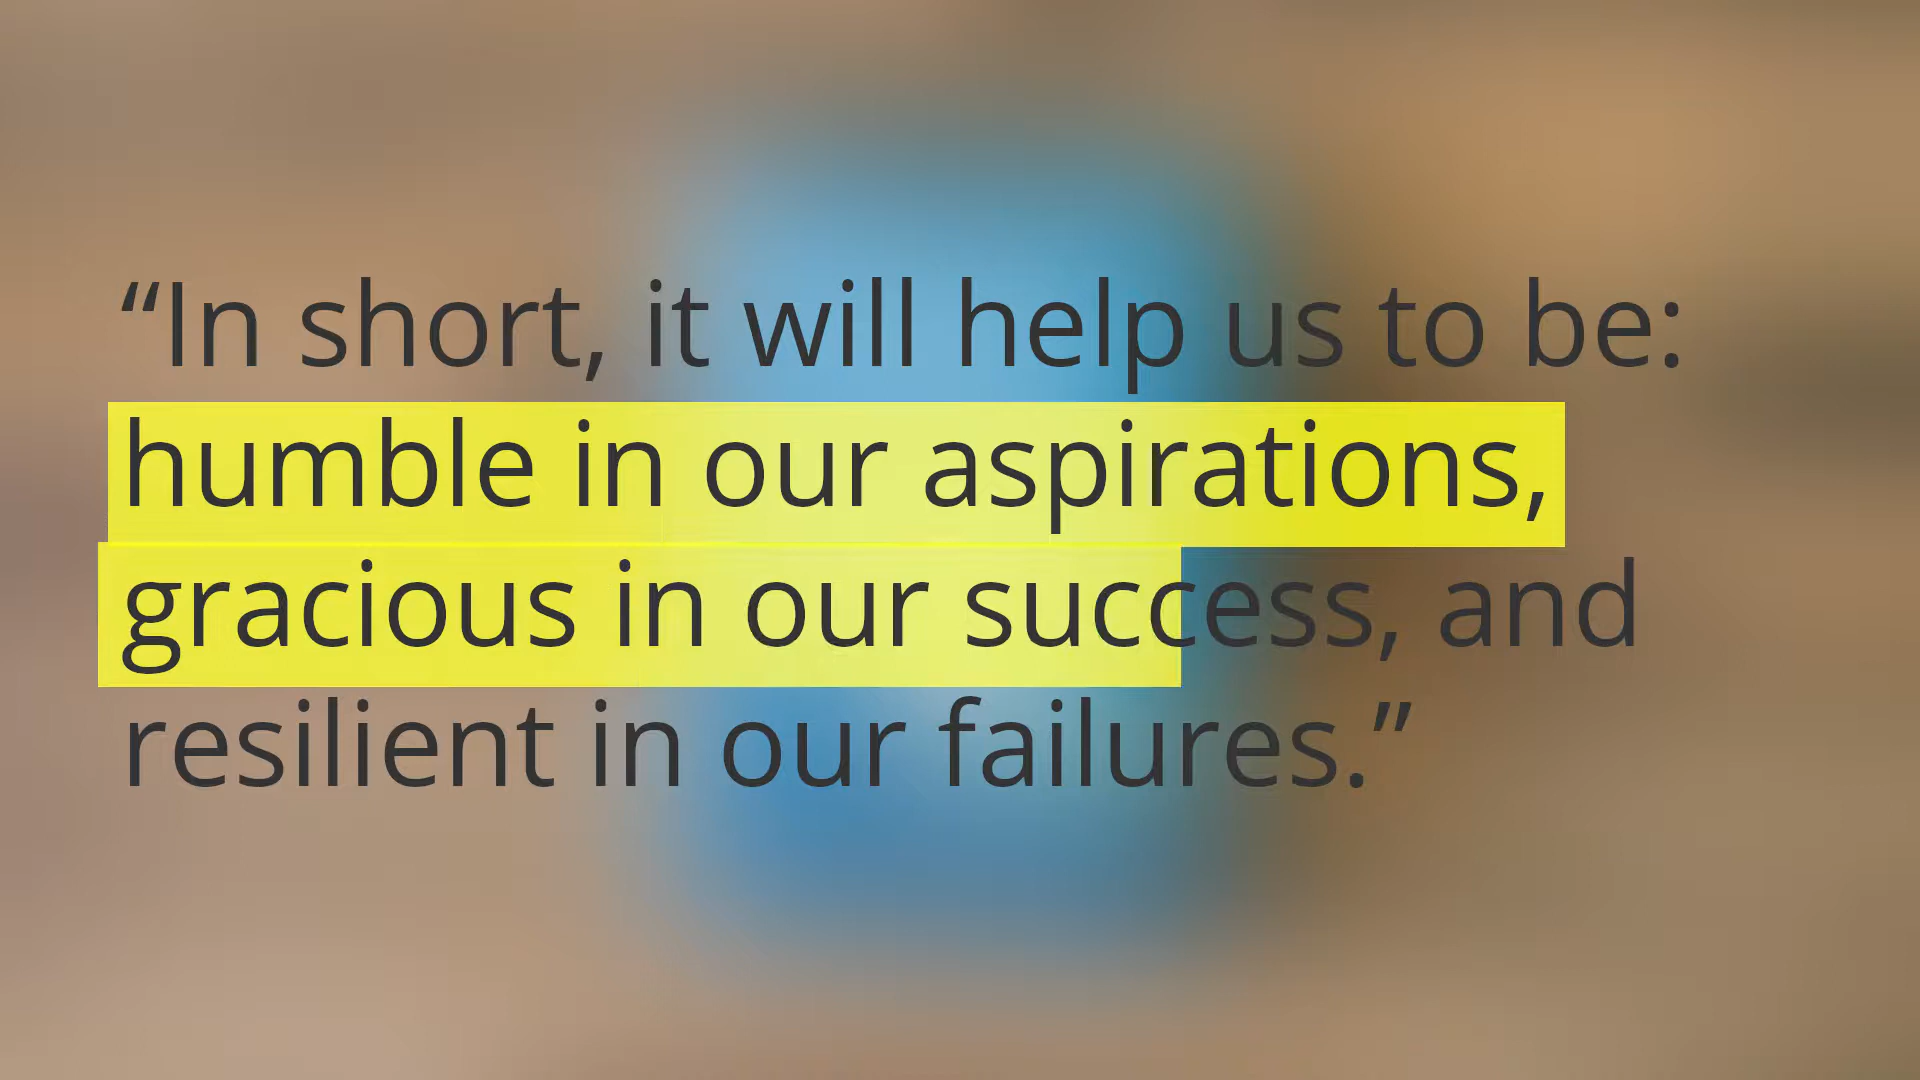 “In short, it will help us to be:
humble in our aspirations,
gracious in our success, and
resilient in our failures.”